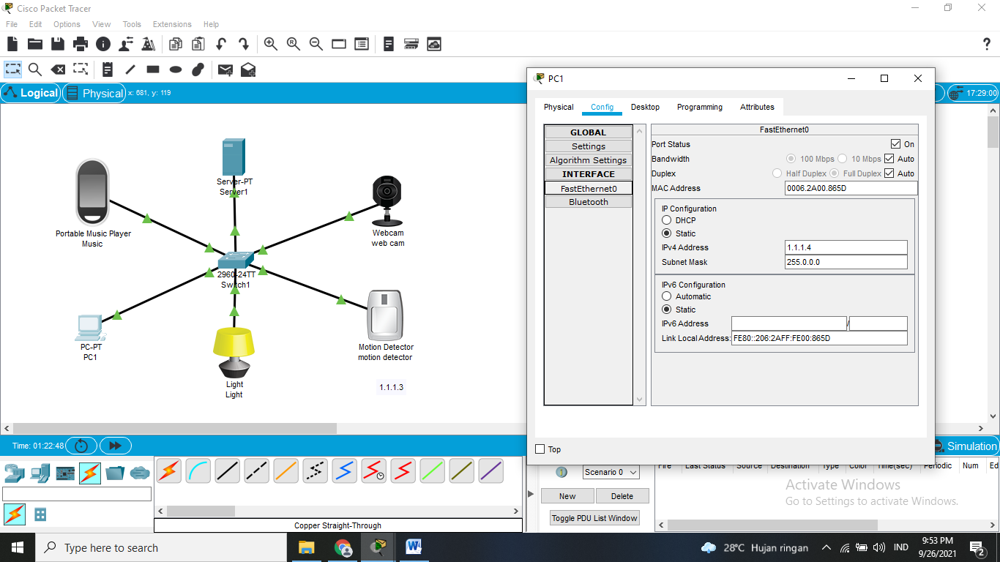 Cisco Packet Tracer
File Edit Options View Tools Extensions Help
Logical Physical x: 681, y: 119
17:29:00
Server-PT
Server1
Portable Music Player
Music
Webcam
web cam
2960-24TT
Switch1
PC-PT
PC1
Motion Detector
motion detector
Light
Light
1.1.1.3
PC1
Physical Config Desktop Programming Attributes
GLOBAL
Settings
Algorithm Settings
INTERFACE
FastEthernet0
Bluetooth
FastEthernet0
Port Status On
Bandwidth 100 Mbps 10 Mbps Auto
Duplex Half Duplex Full Duplex Auto
MAC Address 0006.2A00.865D
IP Configuration
DHCP
Static
IPv4 Address 1.1.1.4
Subnet Mask 255.0.0.0
IPv6 Configuration
Automatic
Static
IPv6 Address /
Link Local Address: FE80::206:2AFF:FE00:865D
Top
Time: 01:22:48
Simulation
Scenario 0
New Delete
Toggle PDU List Window
Fire Last Status Source Destination Type Color Time(sec) Periodic Num Ed
Copper Straight-Through
Activate Windows
Go to Settings to activate Windows.
Type here to search
28°C Hujan ringan
IND
9:53 PM
9/26/2021
2